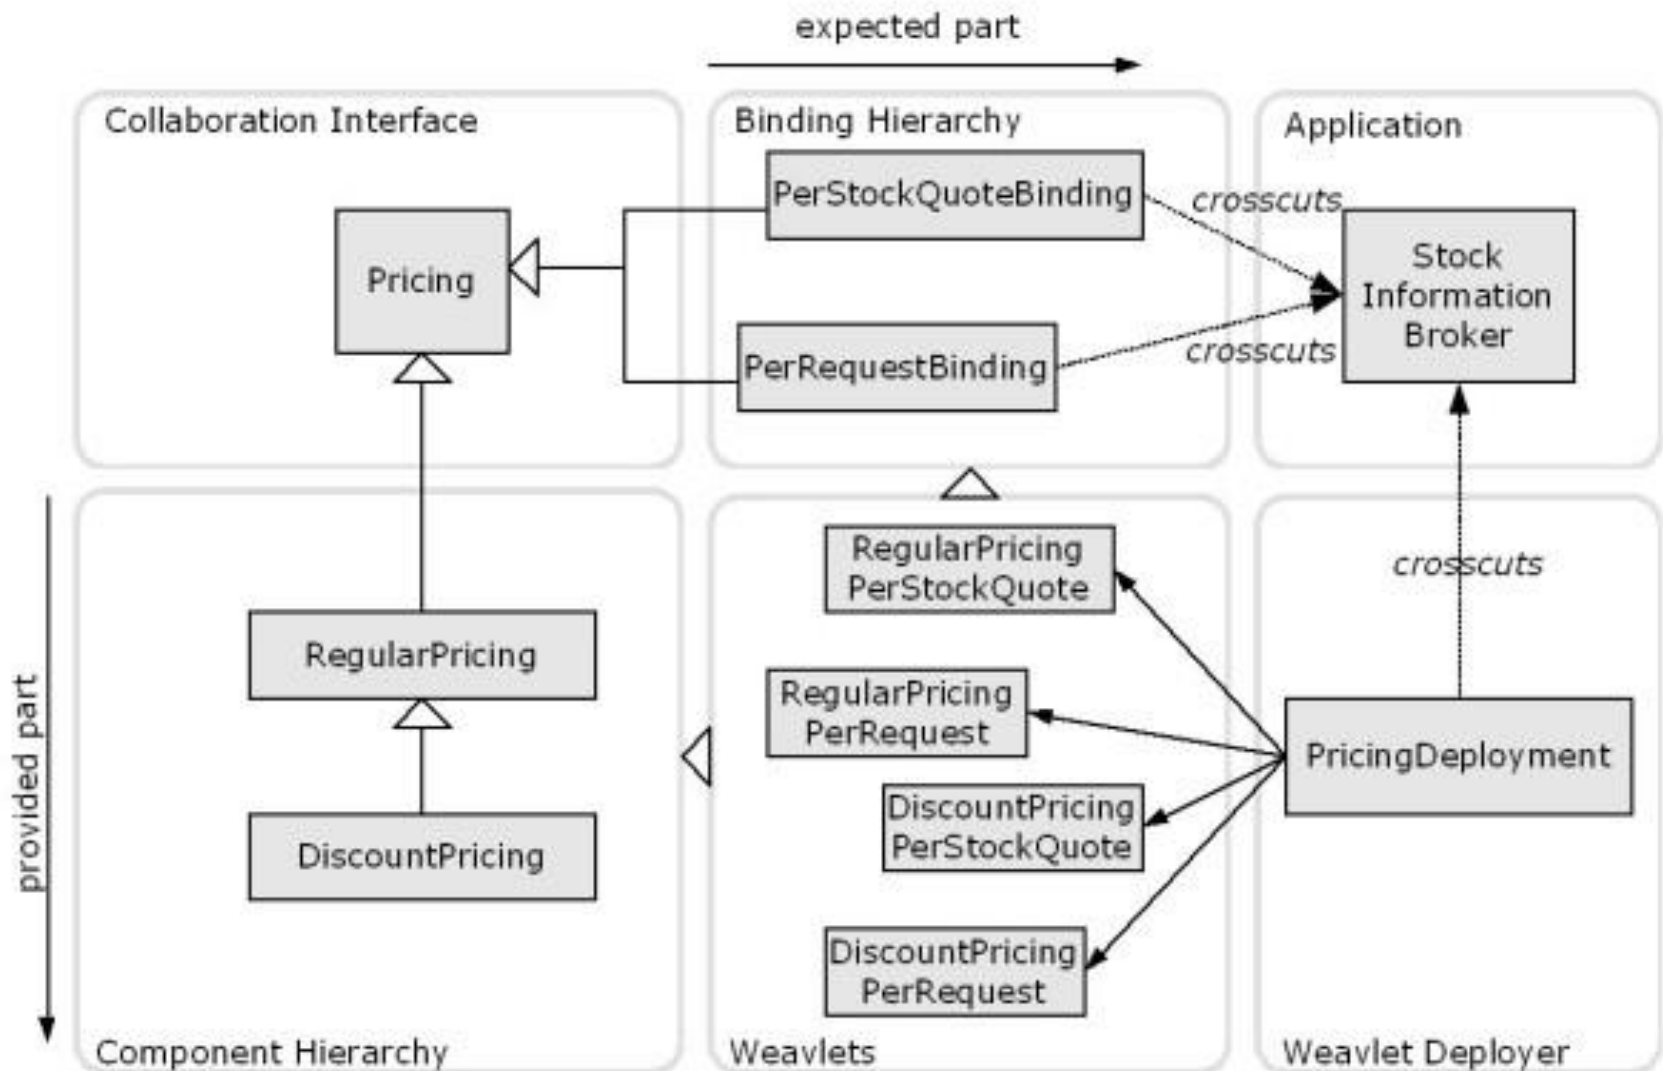 expected part
Collaboration Interface
Binding Hierarchy
Application
PerStockQuoteBinding
crosscuts
Pricing
Stock
Information
Broker
PerRequestBinding
crosscuts
provided part
RegularPricing
PerStockQuote
crosscuts
RegularPricing
RegularPricing
PerRequest
PricingDeployment
DiscountPricing
DiscountPricing
PerStockQuote
DiscountPricing
PerRequest
Component Hierarchy
Weavlets
Weavlet Deployer